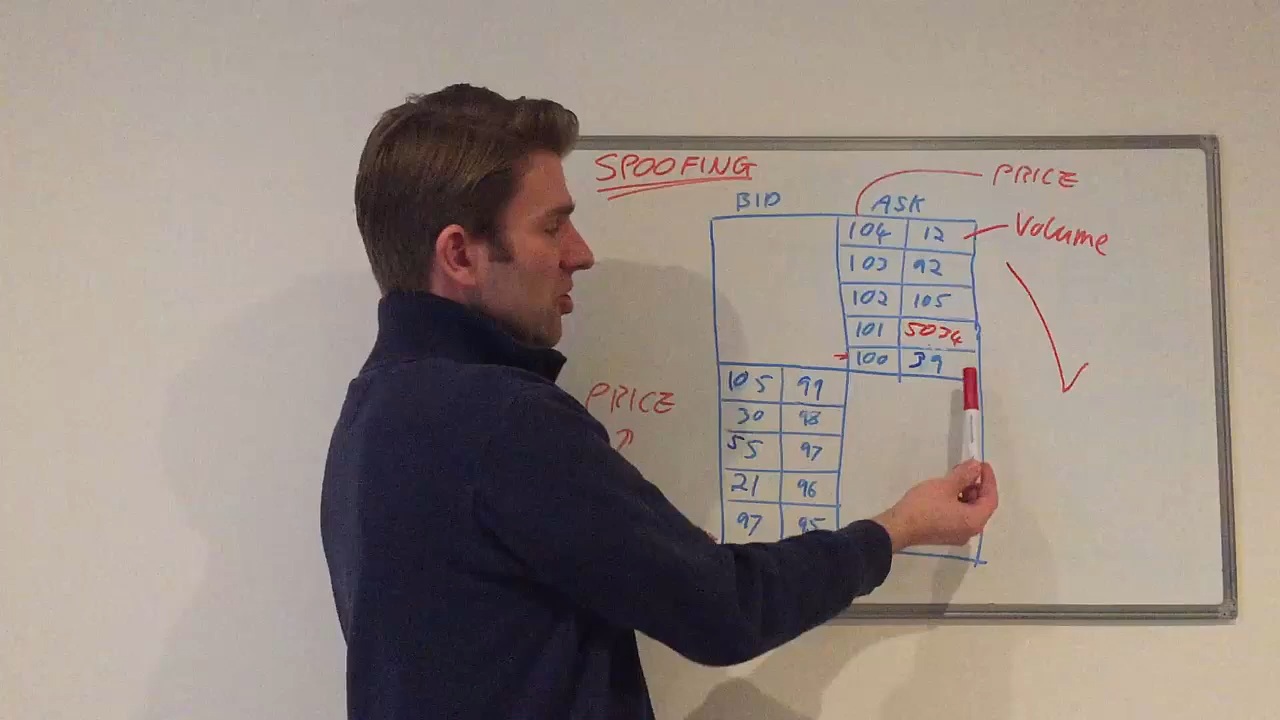 SPOOFING
PRICE
BID
ASK
Volume
104 12
103 92
102 105
101 5024
100 39
105 99
30 98
55 97
21 96
97 95
PRICE